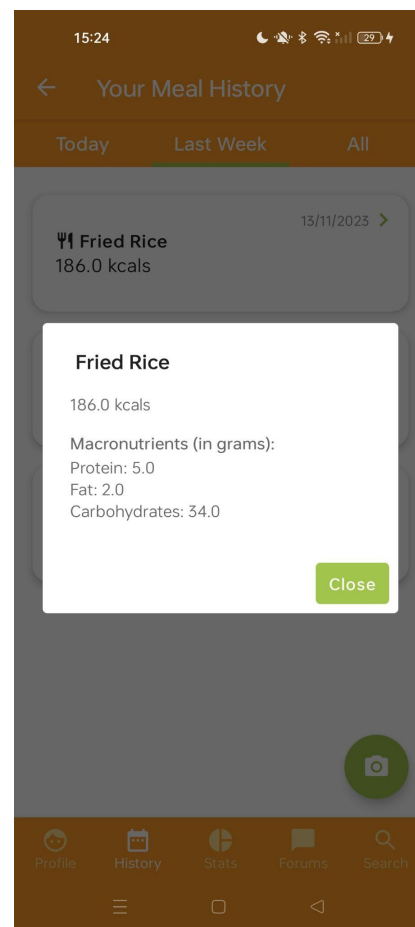 15:24
29
Your Meal History
Today Last Week All
13/11/2023
Fried Rice
186.0 kcals
Fried Rice
186.0 kcals
Macronutrients (in grams):
Protein: 5.0
Fat: 2.0
Carbohydrates: 34.0
Close
Profile History Stats Forums Search